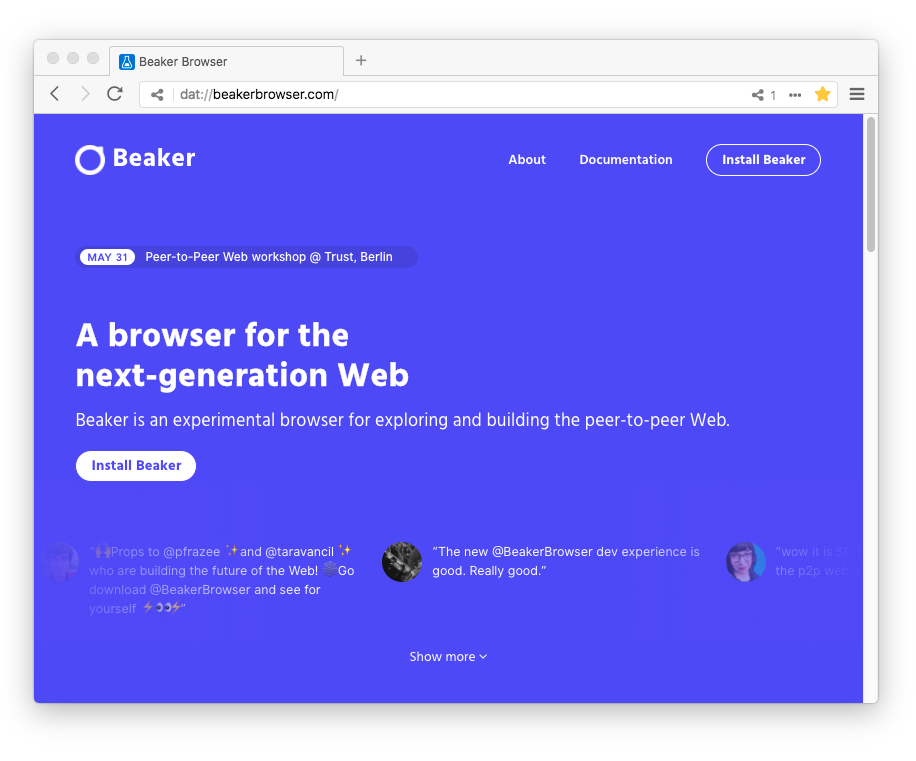 Beaker Browser
dat://beakerbrowser.com/
1
Beaker
About
Documentation
Install Beaker
MAY 31
Peer-to-Peer Web workshop @ Trust, Berlin
A browser for the
next-generation Web
Beaker is an experimental browser for exploring and building the peer-to-peer Web.
Install Beaker
"🙌Props to @pfrazee ✨and @taravancil ✨
who are building the future of the Web! Go
download @BeakerBrowser and see for
yourself ⚡👀⚡"
"The new @BeakerBrowser dev experience is
good. Really good."
"wow it is SO
the p2p web
Show more